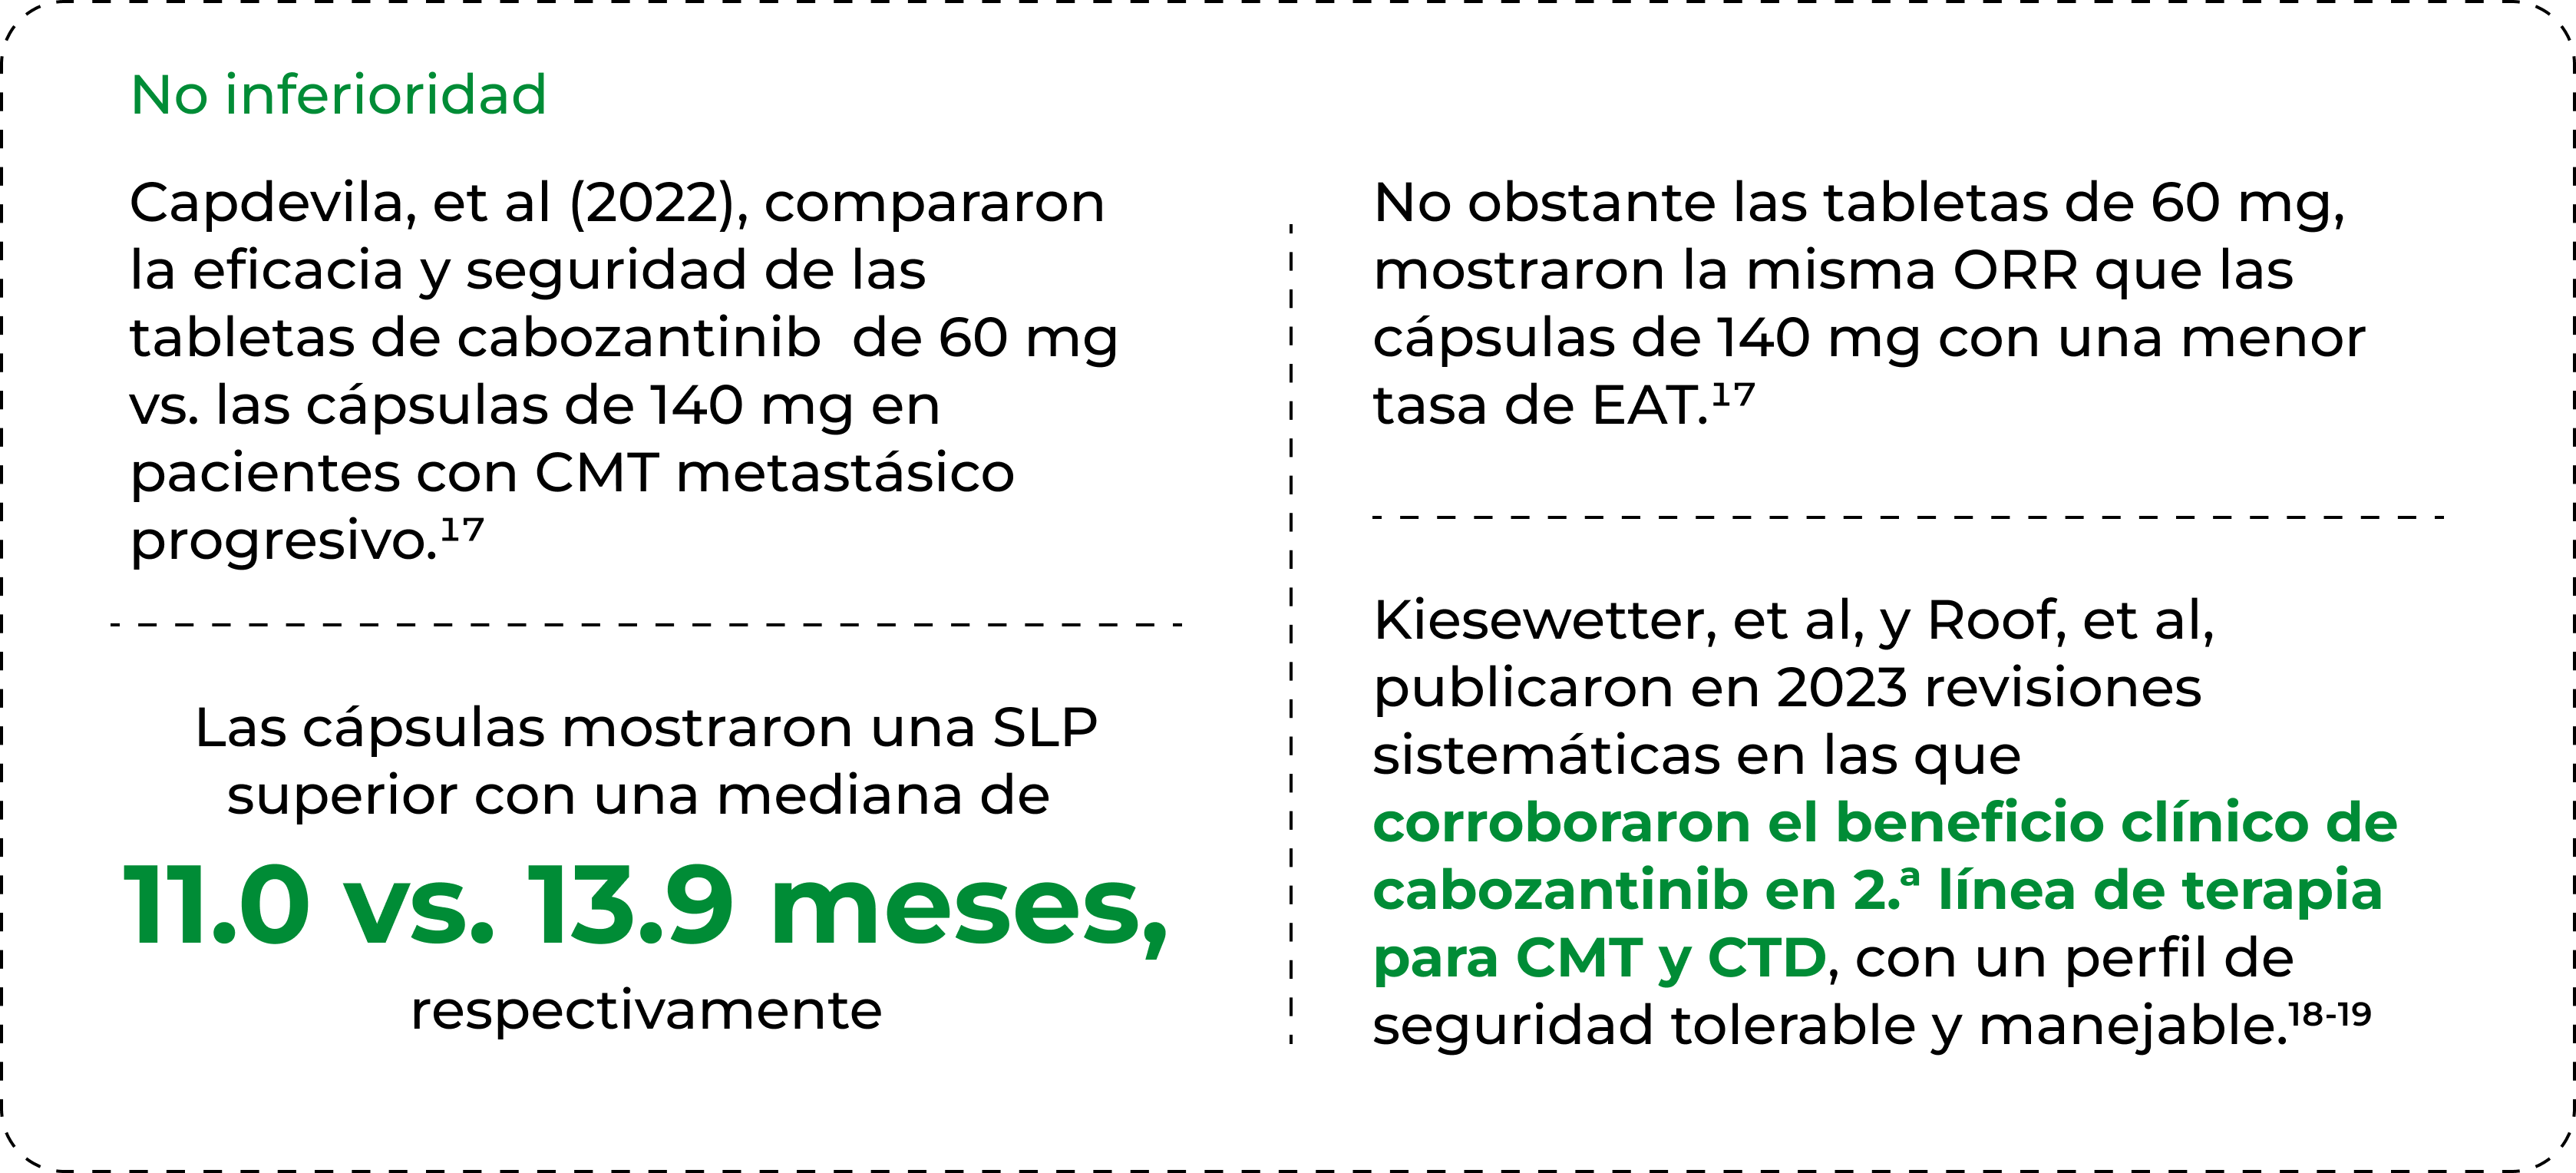 No inferioridad
Capdevila, et al (2022), compararon
la eficacia y seguridad de las
tabletas de cabozantinib  de 60 mg
vs. las cápsulas de 140 mg en
pacientes con CMT metastásico
progresivo.¹⁷
Las cápsulas mostraron una SLP
superior con una mediana de
11.0 vs. 13.9 meses,
respectivamente
No obstante las tabletas de 60 mg,
mostraron la misma ORR que las
cápsulas de 140 mg con una menor
tasa de EAT.¹⁷
Kiesewetter, et al, y Roof, et al,
publicaron en 2023 revisiones
sistemáticas en las que
corroboraron el beneficio clínico de
cabozantinib en 2.ª línea de terapia
para CMT y CTD, con un perfil de
seguridad tolerable y manejable.¹⁸⁻¹⁹